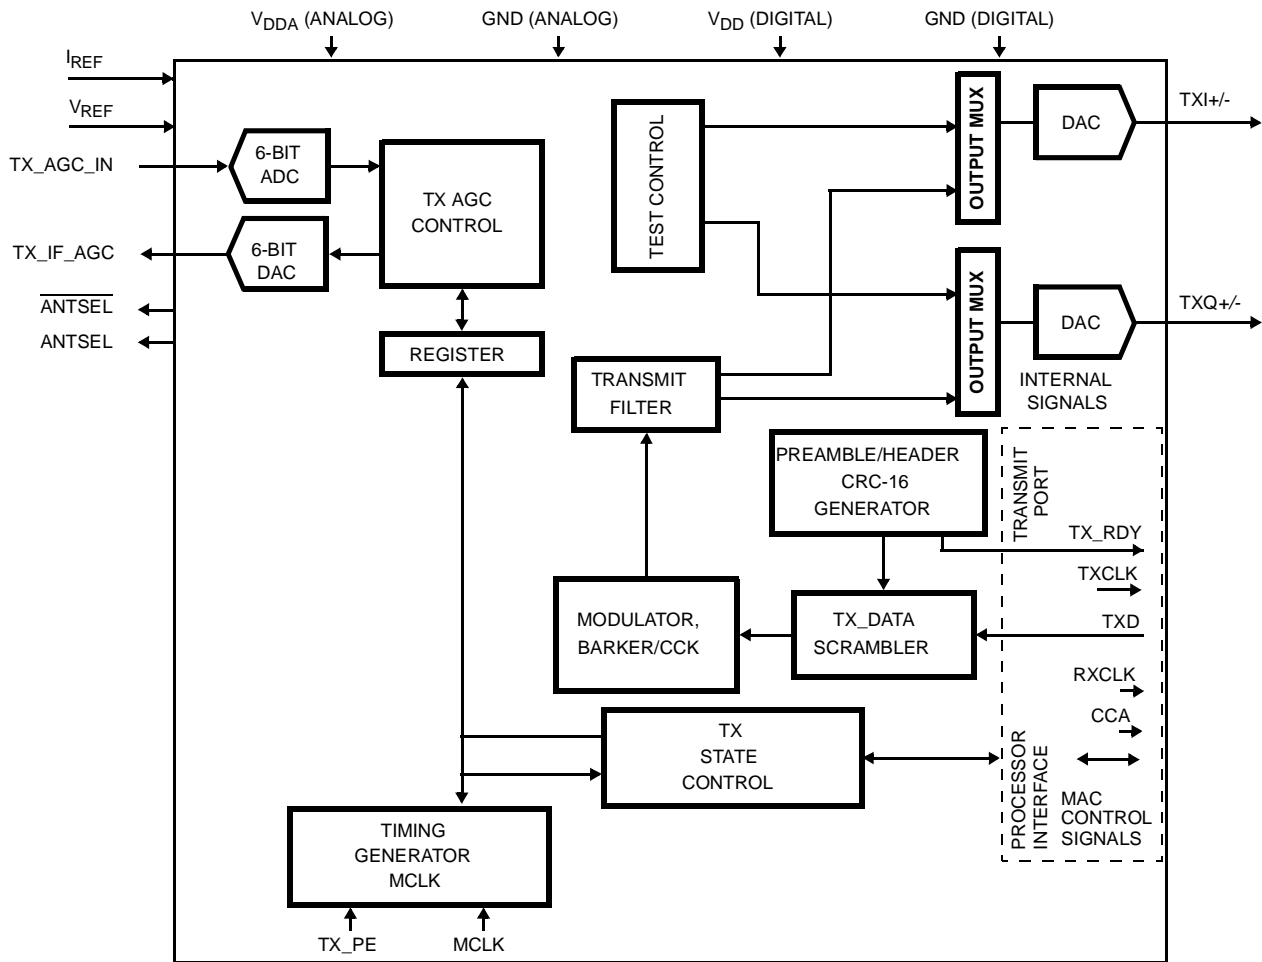 VDDA (ANALOG)
GND (ANALOG)
VDD (DIGITAL)
GND (DIGITAL)
IREF
VREF
TX_AGC_IN
6-BIT
ADC
TX AGC
CONTROL
TX_IF_AGC
6-BIT
DAC
ANTSEL
ANTSEL
REGISTER
TEST CONTROL
OUTPUT MUX
DAC
TXI+/-
OUTPUT MUX
DAC
TXQ+/-
INTERNAL
SIGNALS
TRANSMIT
FILTER
PREAMBLE/HEADER
CRC-16
GENERATOR
TRANSMIT
PORT
TX_RDY
TXCLK
TXD
MODULATOR,
BARKER/CCK
TX_DATA
SCRAMBLER
RXCLK
CCA
TX
STATE
CONTROL
PROCESSOR
INTERFACE
MAC
CONTROL
SIGNALS
TIMING
GENERATOR
MCLK
TX_PE
MCLK